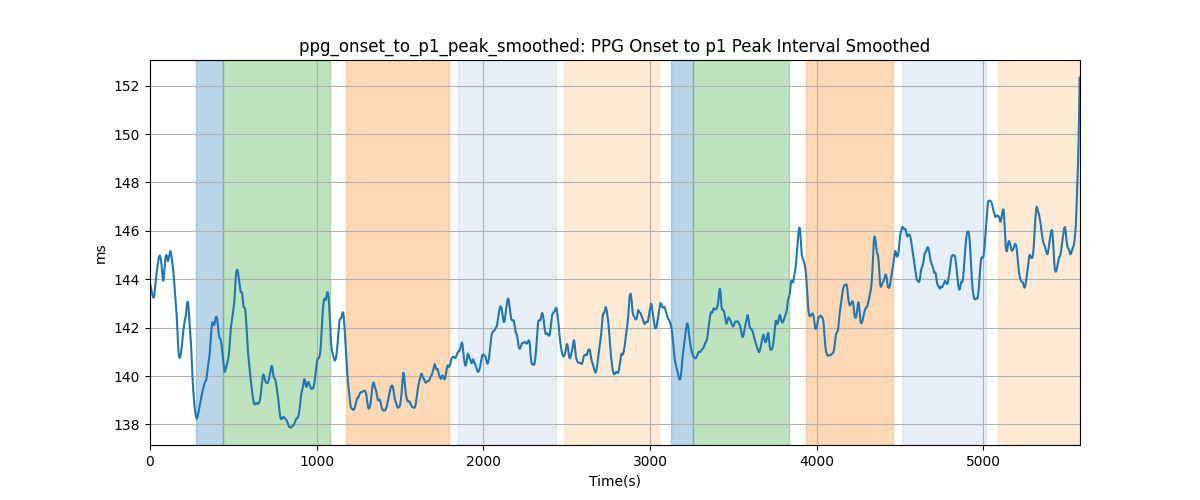 ppg_onset_to_p1_peak_smoothed: PPG Onset to p1 Peak Interval Smoothed
152
150
148
146
144
142
140
138
ms
0 1000 2000 3000 4000 5000
Time(s)